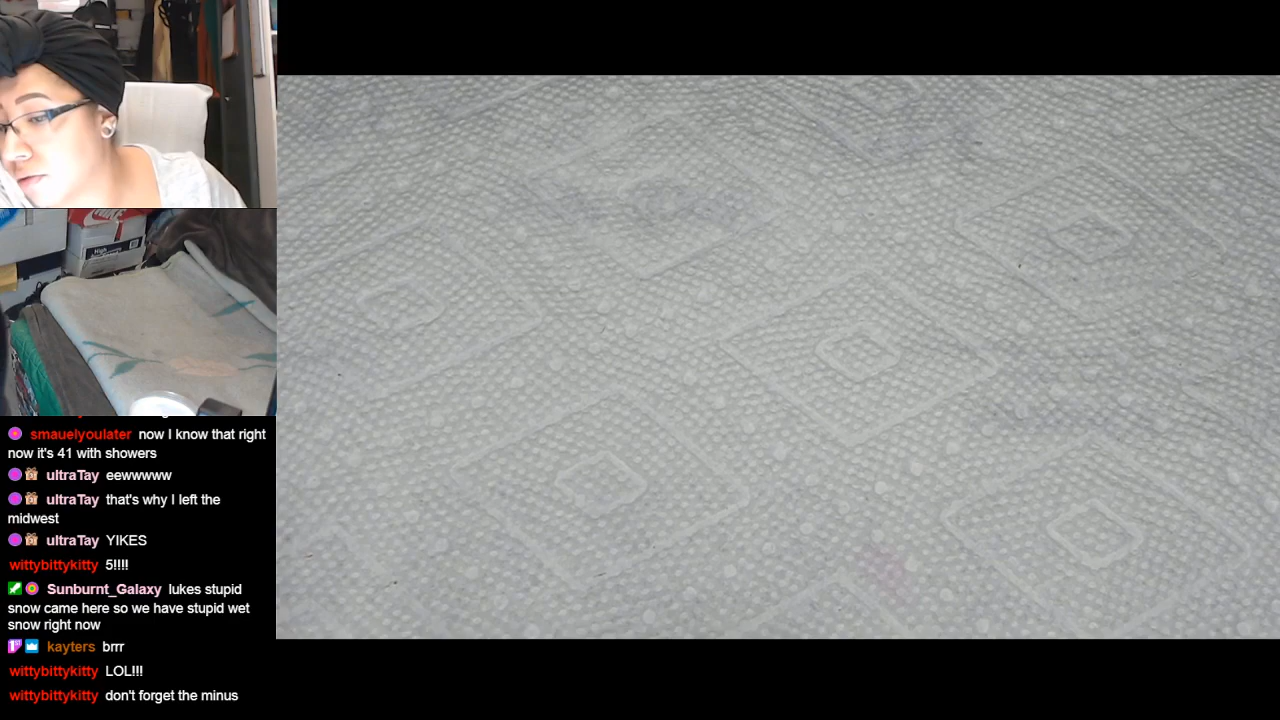 High
smauelyoulater now I know that right
now it's 41 with showers
ultraTay eewwwww
ultraTay that's why I left the
midwest
ultraTay YIKES
wittybittykitty 5!!!!
Sunburnt_Galaxy lukes stupid
snow came here so we have stupid wet
snow right now
kayters brrr
wittybittykitty LOL!!!
wittybittykitty don't forget the minus